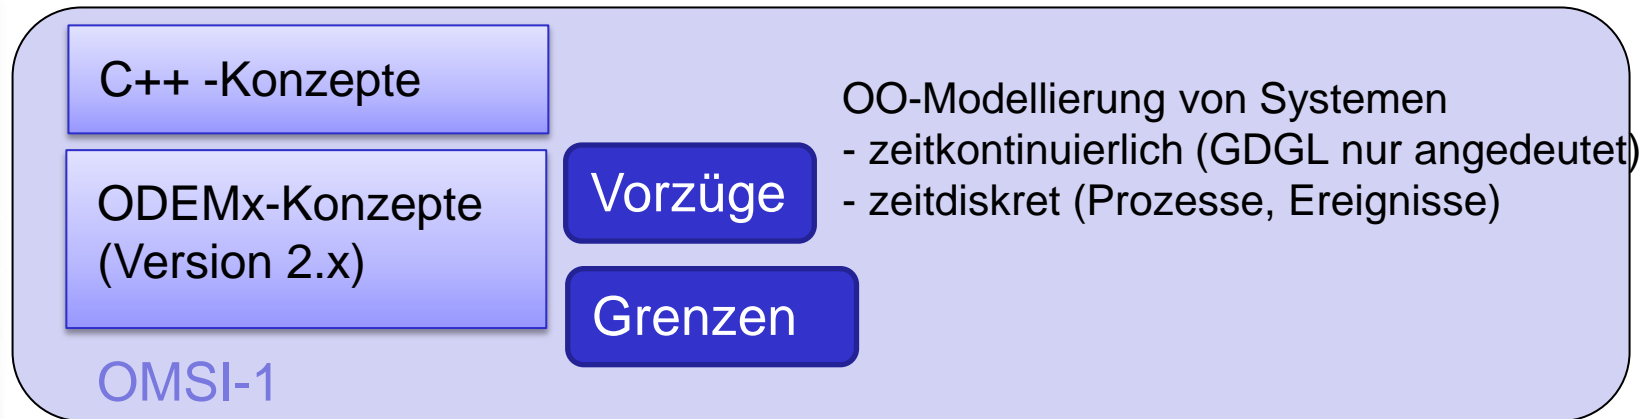 C++ -Konzepte
ODEMx-Konzepte
(Version 2.x)
OMSI-1
Vorzüge
Grenzen
OO-Modellierung von Systemen
- zeitkontinuierlich (GDGL nur angedeutet)
- zeitdiskret (Prozesse, Ereignisse)